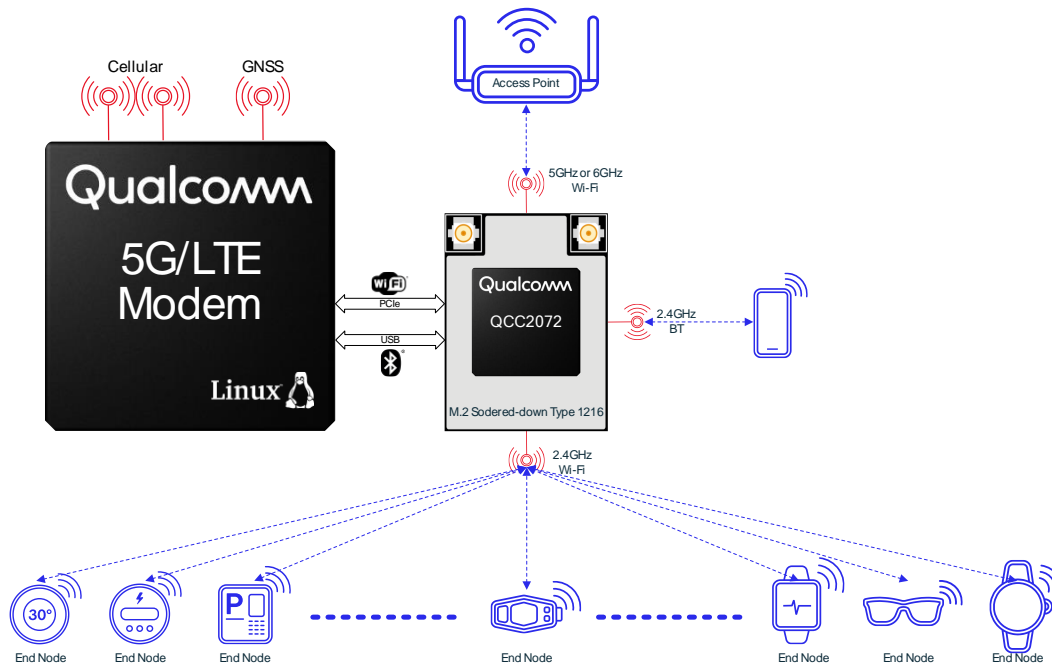 Cellular
GNSS
Access Point
5GHz or 6GHz
Wi-Fi
Qualcomm
5G/LTE
Modem
Linux
Wi Fi
PCIe
USB
Qualcomm
QCC2072
M.2 Sodered-down Type 1216
2.4GHz
BT
2.4GHz
Wi-Fi
30°
P
End Node
End Node
End Node
End Node
End Node
End Node
End Node